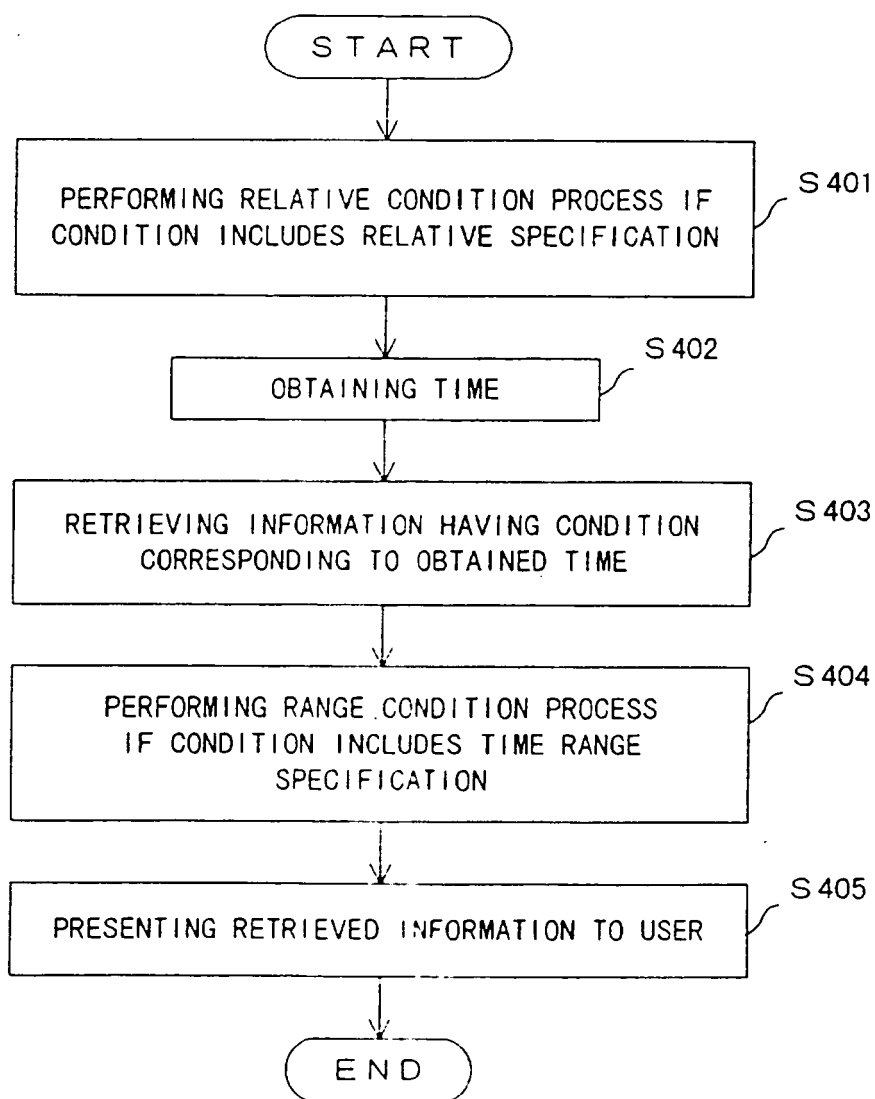 START
PERFORMING RELATIVE CONDITION PROCESS IF
CONDITION INCLUDES RELATIVE SPECIFICATION
S401
OBTAINING TIME
S402
RETRIEVING INFORMATION HAVING CONDITION
CORRESPONDING TO OBTAINED TIME
S403
PERFORMING RANGE CONDITION PROCESS
IF CONDITION INCLUDES TIME RANGE
SPECIFICATION
S404
PRESENTING RETRIEVED INFORMATION TO USER
S405
END